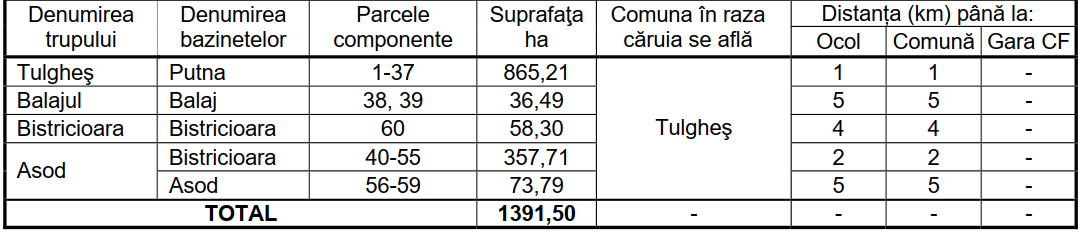 Denumirea trupului | Denumirea bazinetelor | Parcele componente | Suprafaţa ha | Comuna în raza căruia se află | Distanța (km) până la:
Ocol | Comună | Gara CF
Tulgheş | Putna | 1-37 | 865,21 | Tulgheş | 1 | 1 | -
Balajul | Balaj | 38, 39 | 36,49 | 5 | 5 | -
Bistricioara | Bistricioara | 60 | 58,30 | 4 | 4 | -
Asod | Bistricioara | 40-55 | 357,71 | 2 | 2 | -
Asod | 56-59 | 73,79 | 5 | 5 | -
TOTAL | 1391,50 | - | - | - | -